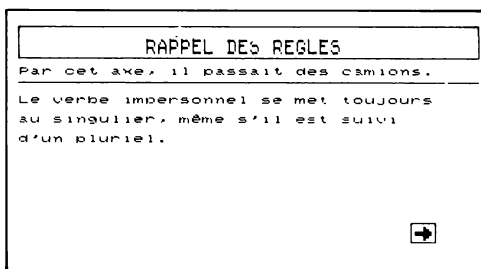 RAPPEL DES REGLES
Par cet axe, il passait des camions.
Le verbe impersonnel se met toujours
au singulier, même s'il est suivi
d'un pluriel.